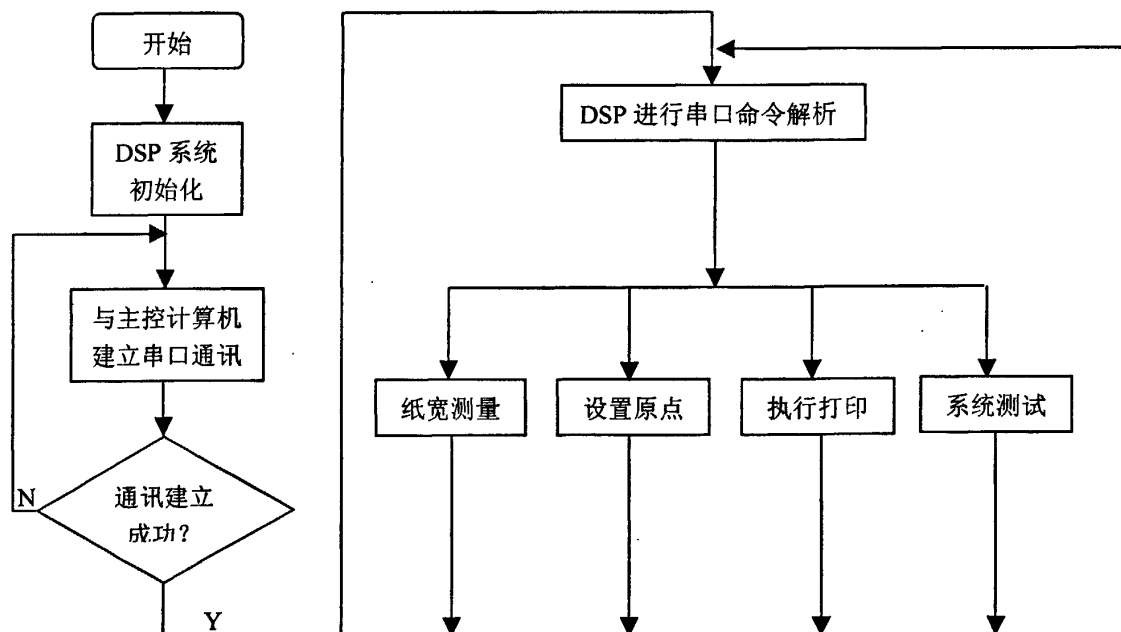 开始
DSP 系统
初始化
与主控计算机
建立串口通讯
通讯建立
成功?
N
Y
DSP 进行串口命令解析
纸宽测量
设置原点
执行打印
系统测试